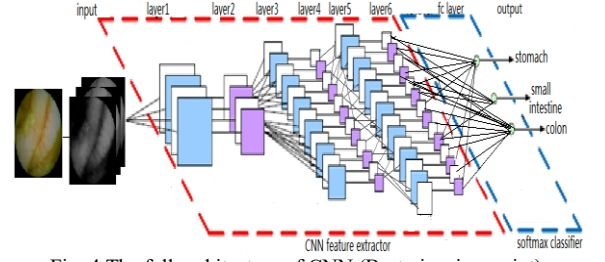 input layer1 layer2 layer3 layer4 layer5 layer6 fc layer output
stomach
small
intestine
colon
CNN feature extractor
softmax classifier